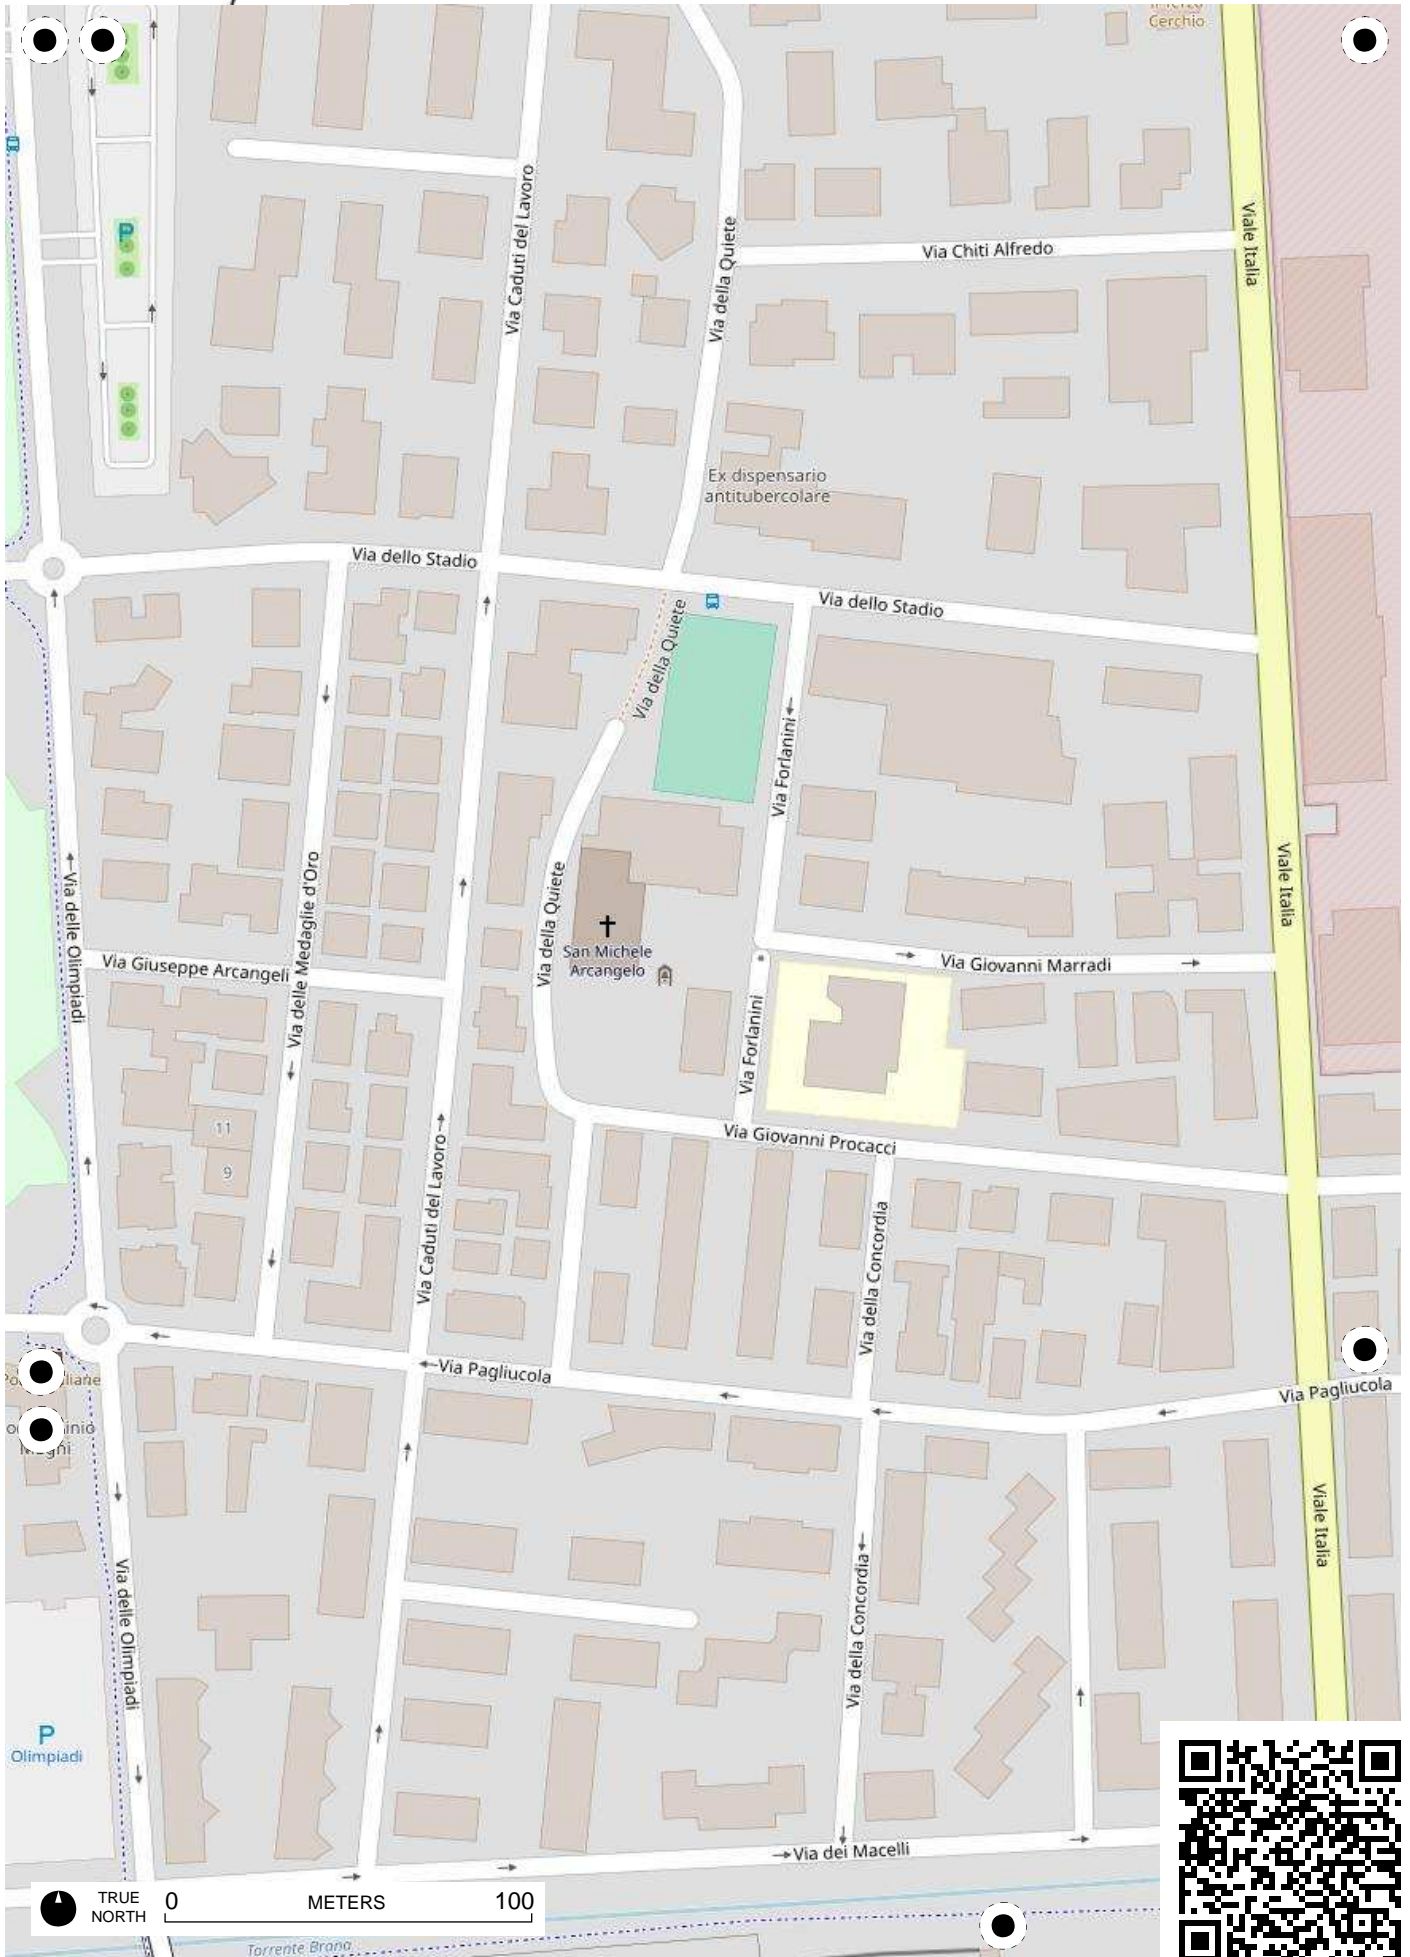 Cerchio
Via Caduti del Lavoro
Via della Quiete
Via Chiti Alfredo
Viale Italia
Ex dispensario
antitubercolare
Via dello Stadio
Via dello Stadio
Via della Quiete
Via Forlanini
Via delle Olimpiadi
Via delle Medaglie d'Oro
Via della Quiete
Viale Italia
San Michele
Arcangelo
Via Giuseppe Arcangeli
Via Giovanni Marradi
Via Forlanini
11
9
Via Giovanni Procacci
Via Caduti del Lavoro
Via della Concordia
Via Pagliucola
Via Pagliucola
Viale Italia
Via delle Olimpiadi
Via della Concordia
P
Olimpiadi
Via dei Macelli
TRUE
NORTH
0 METERS 100
Torrente Brana